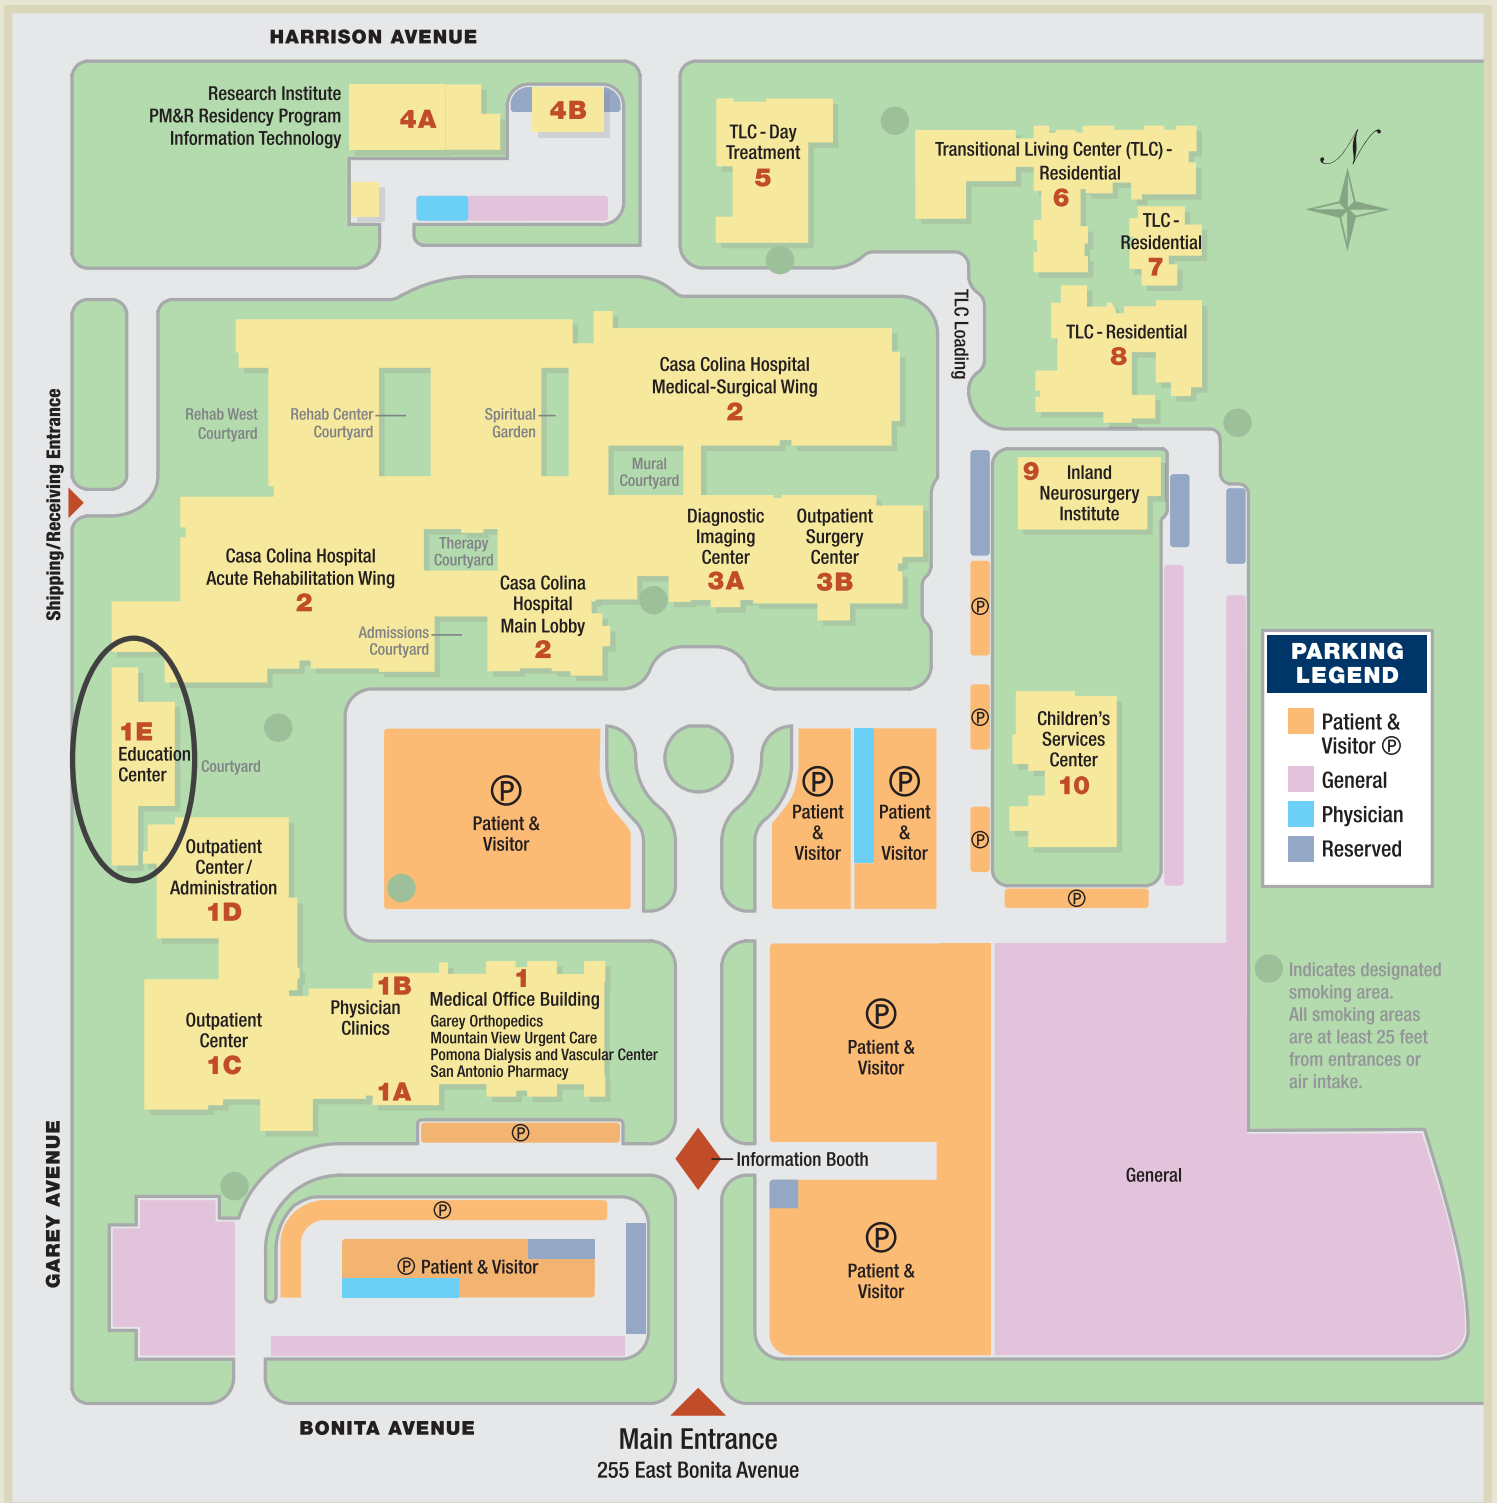 HARRISON AVENUE
Research Institute
PM&R Residency Program
Information Technology
4A
4B
TLC - Day
Treatment
5
Transitional Living Center (TLC) -
Residential
6
TLC -
Residential
7
N
TLC Loading
TLC - Residential
8
Shipping/Receiving Entrance
Rehab West
Courtyard
Rehab Center
Courtyard
Spiritual
Garden
Casa Colina Hospital
Medical-Surgical Wing
2
Mural
Courtyard
9
Inland
Neurosurgery
Institute
Diagnostic
Imaging
Center
3A
Outpatient
Surgery
Center
3B
Therapy
Courtyard
Casa Colina Hospital
Acute Rehabilitation Wing
2
Casa Colina
Hospital
Main Lobby
2
Admissions
Courtyard
P
P
P
P
PARKING
LEGEND
Patient &
Visitor P
General
Physician
Reserved
1E
Education
Center
Courtyard
Children's
Services
Center
10
P
Patient &
Visitor
P
Patient
&
Visitor
P
Patient
&
Visitor
Outpatient
Center /
Administration
1D
Indicates designated
smoking area.
All smoking areas
are at least 25 feet
from entrances or
air intake.
1B
Physician
Clinics
1A
1
Medical Office Building
Garey Orthopedics
Mountain View Urgent Care
Pomona Dialysis and Vascular Center
San Antonio Pharmacy
Outpatient
Center
1C
P
Patient &
Visitor
P
Information Booth
General
GAREY AVENUE
P
P Patient & Visitor
P
Patient &
Visitor
BONITA AVENUE
Main Entrance
255 East Bonita Avenue